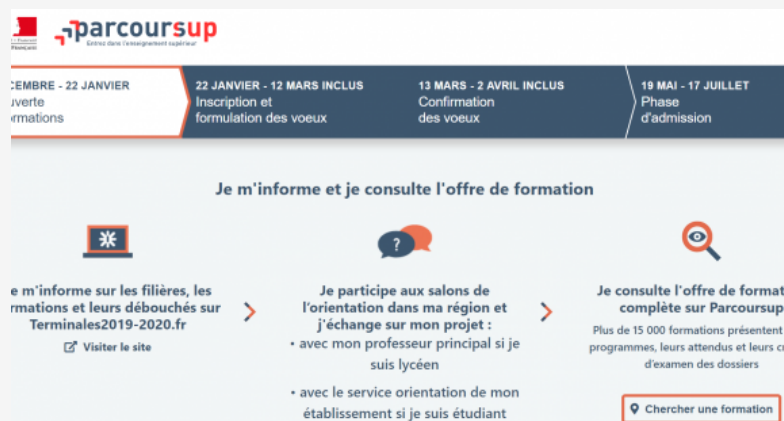 parcoursup
Entrez dans l'enseignement supérieur
CEMBRE - 22 JANVIER
uverte
ormations
22 JANVIER - 12 MARS INCLUS
Inscription et
formulation des voeux
13 MARS - 2 AVRIL INCLUS
Confirmation
des voeux
19 MAI - 17 JUILLET
Phase
d'admission
Je m'informe et je consulte l'offre de formation
e m'informe sur les filières, les
rmations et leurs débouchés sur
Terminales2019-2020.fr
Visiter le site
?
Je participe aux salons de
l'orientation dans ma région et
j'échange sur mon projet :
• avec mon professeur principal si je
suis lycéen
• avec le service orientation de mon
établissement si je suis étudiant
Je consulte l'offre de format
complète sur Parcoursup
Plus de 15 000 formations présentent
programmes, leurs attendus et leurs cr
d'examen des dossiers
Chercher une formation